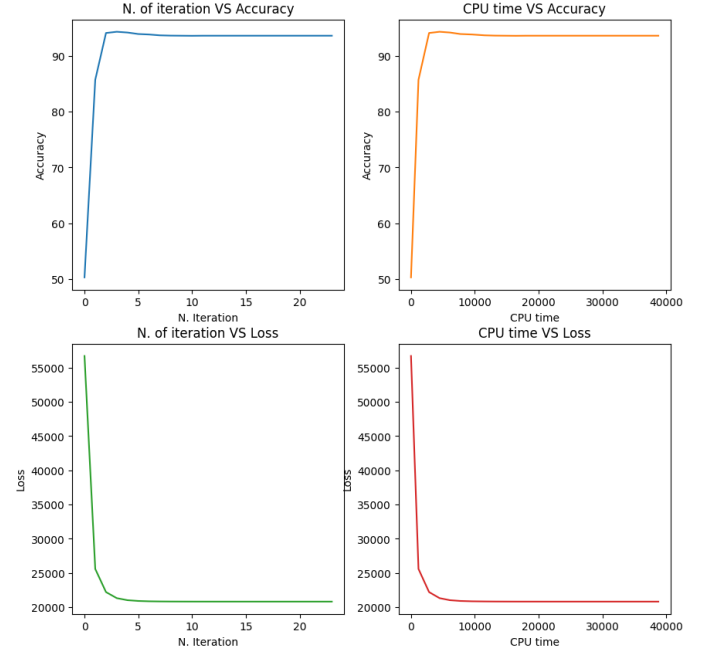 N. of iteration VS Accuracy
Accuracy
90
80
70
60
50
0 5 10 15 20
N. Iteration
CPU time VS Accuracy
Accuracy
90
80
70
60
50
0 10000 20000 30000 40000
CPU time
N. of iteration VS Loss
Loss
55000
50000
45000
40000
35000
30000
25000
20000
0 5 10 15 20
N. Iteration
CPU time VS Loss
Loss
55000
50000
45000
40000
35000
30000
25000
20000
0 10000 20000 30000 40000
CPU time